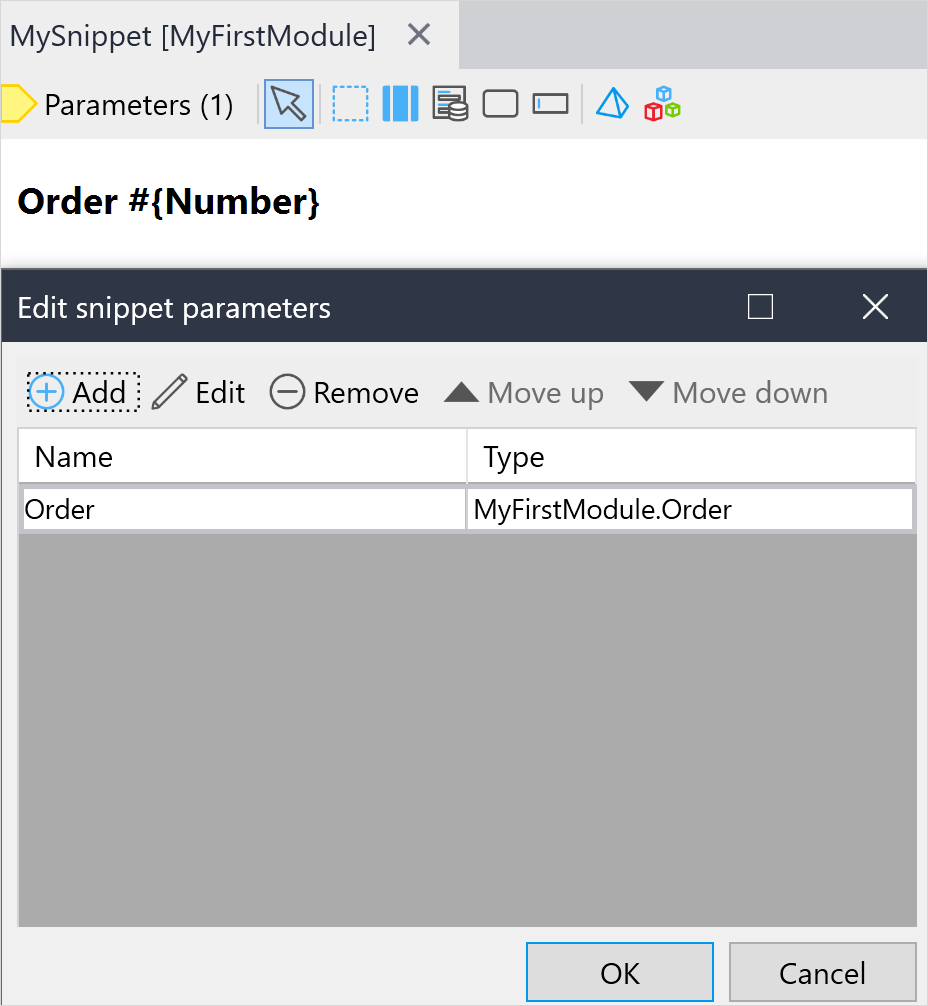 MySnippet [MyFirstModule]
Parameters (1)
Order #{Number}
Edit snippet parameters
Add Edit Remove Move up Move down
Name Type
Order MyFirstModule.Order
OK Cancel